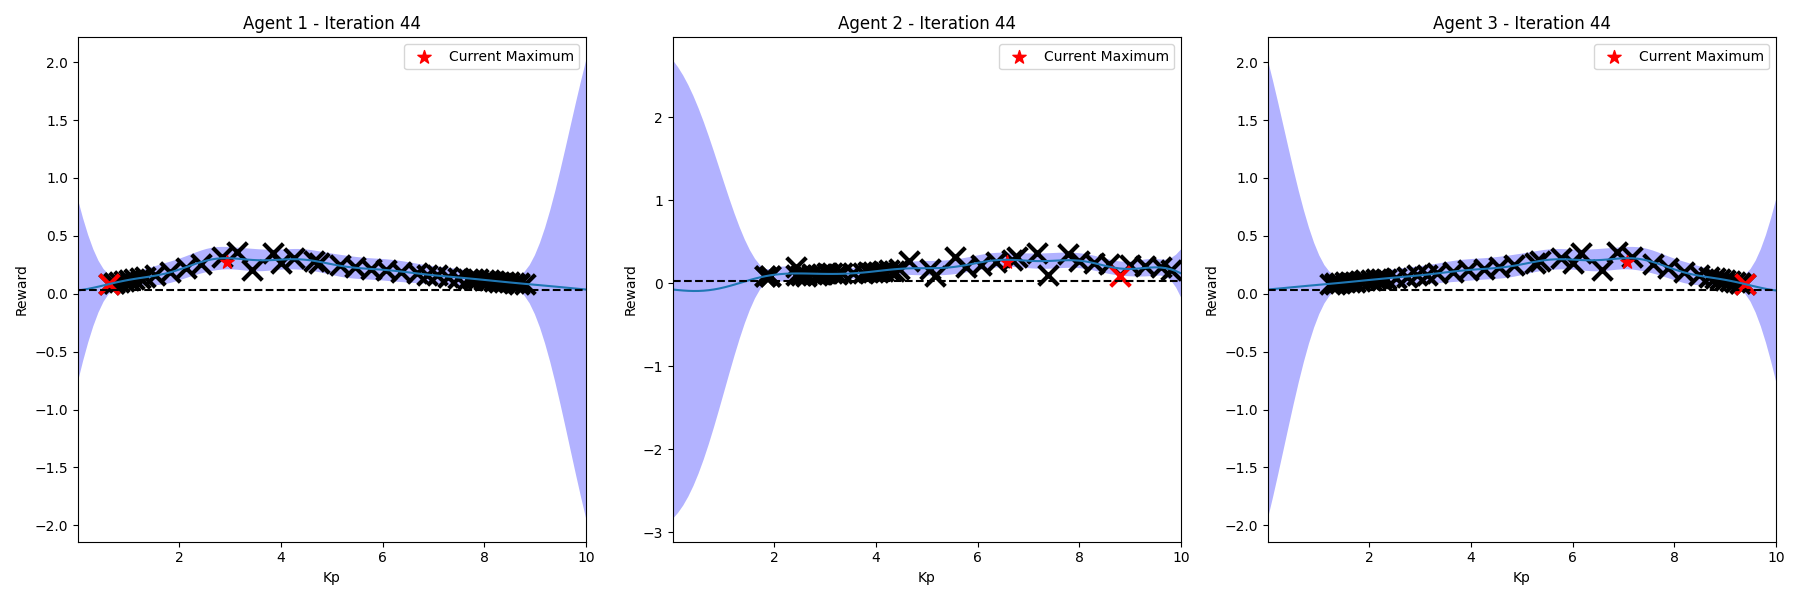 Agent 1 - Iteration 44
Current Maximum
2.0
1.5
1.0
0.5
0.0
−0.5
−1.0
−1.5
−2.0
Reward
2 4 6 8 10
Kp
Agent 2 - Iteration 44
Current Maximum
2
1
0
−1
−2
−3
Reward
2 4 6 8 10
Kp
Agent 3 - Iteration 44
Current Maximum
2.0
1.5
1.0
0.5
0.0
−0.5
−1.0
−1.5
−2.0
Reward
2 4 6 8 10
Kp